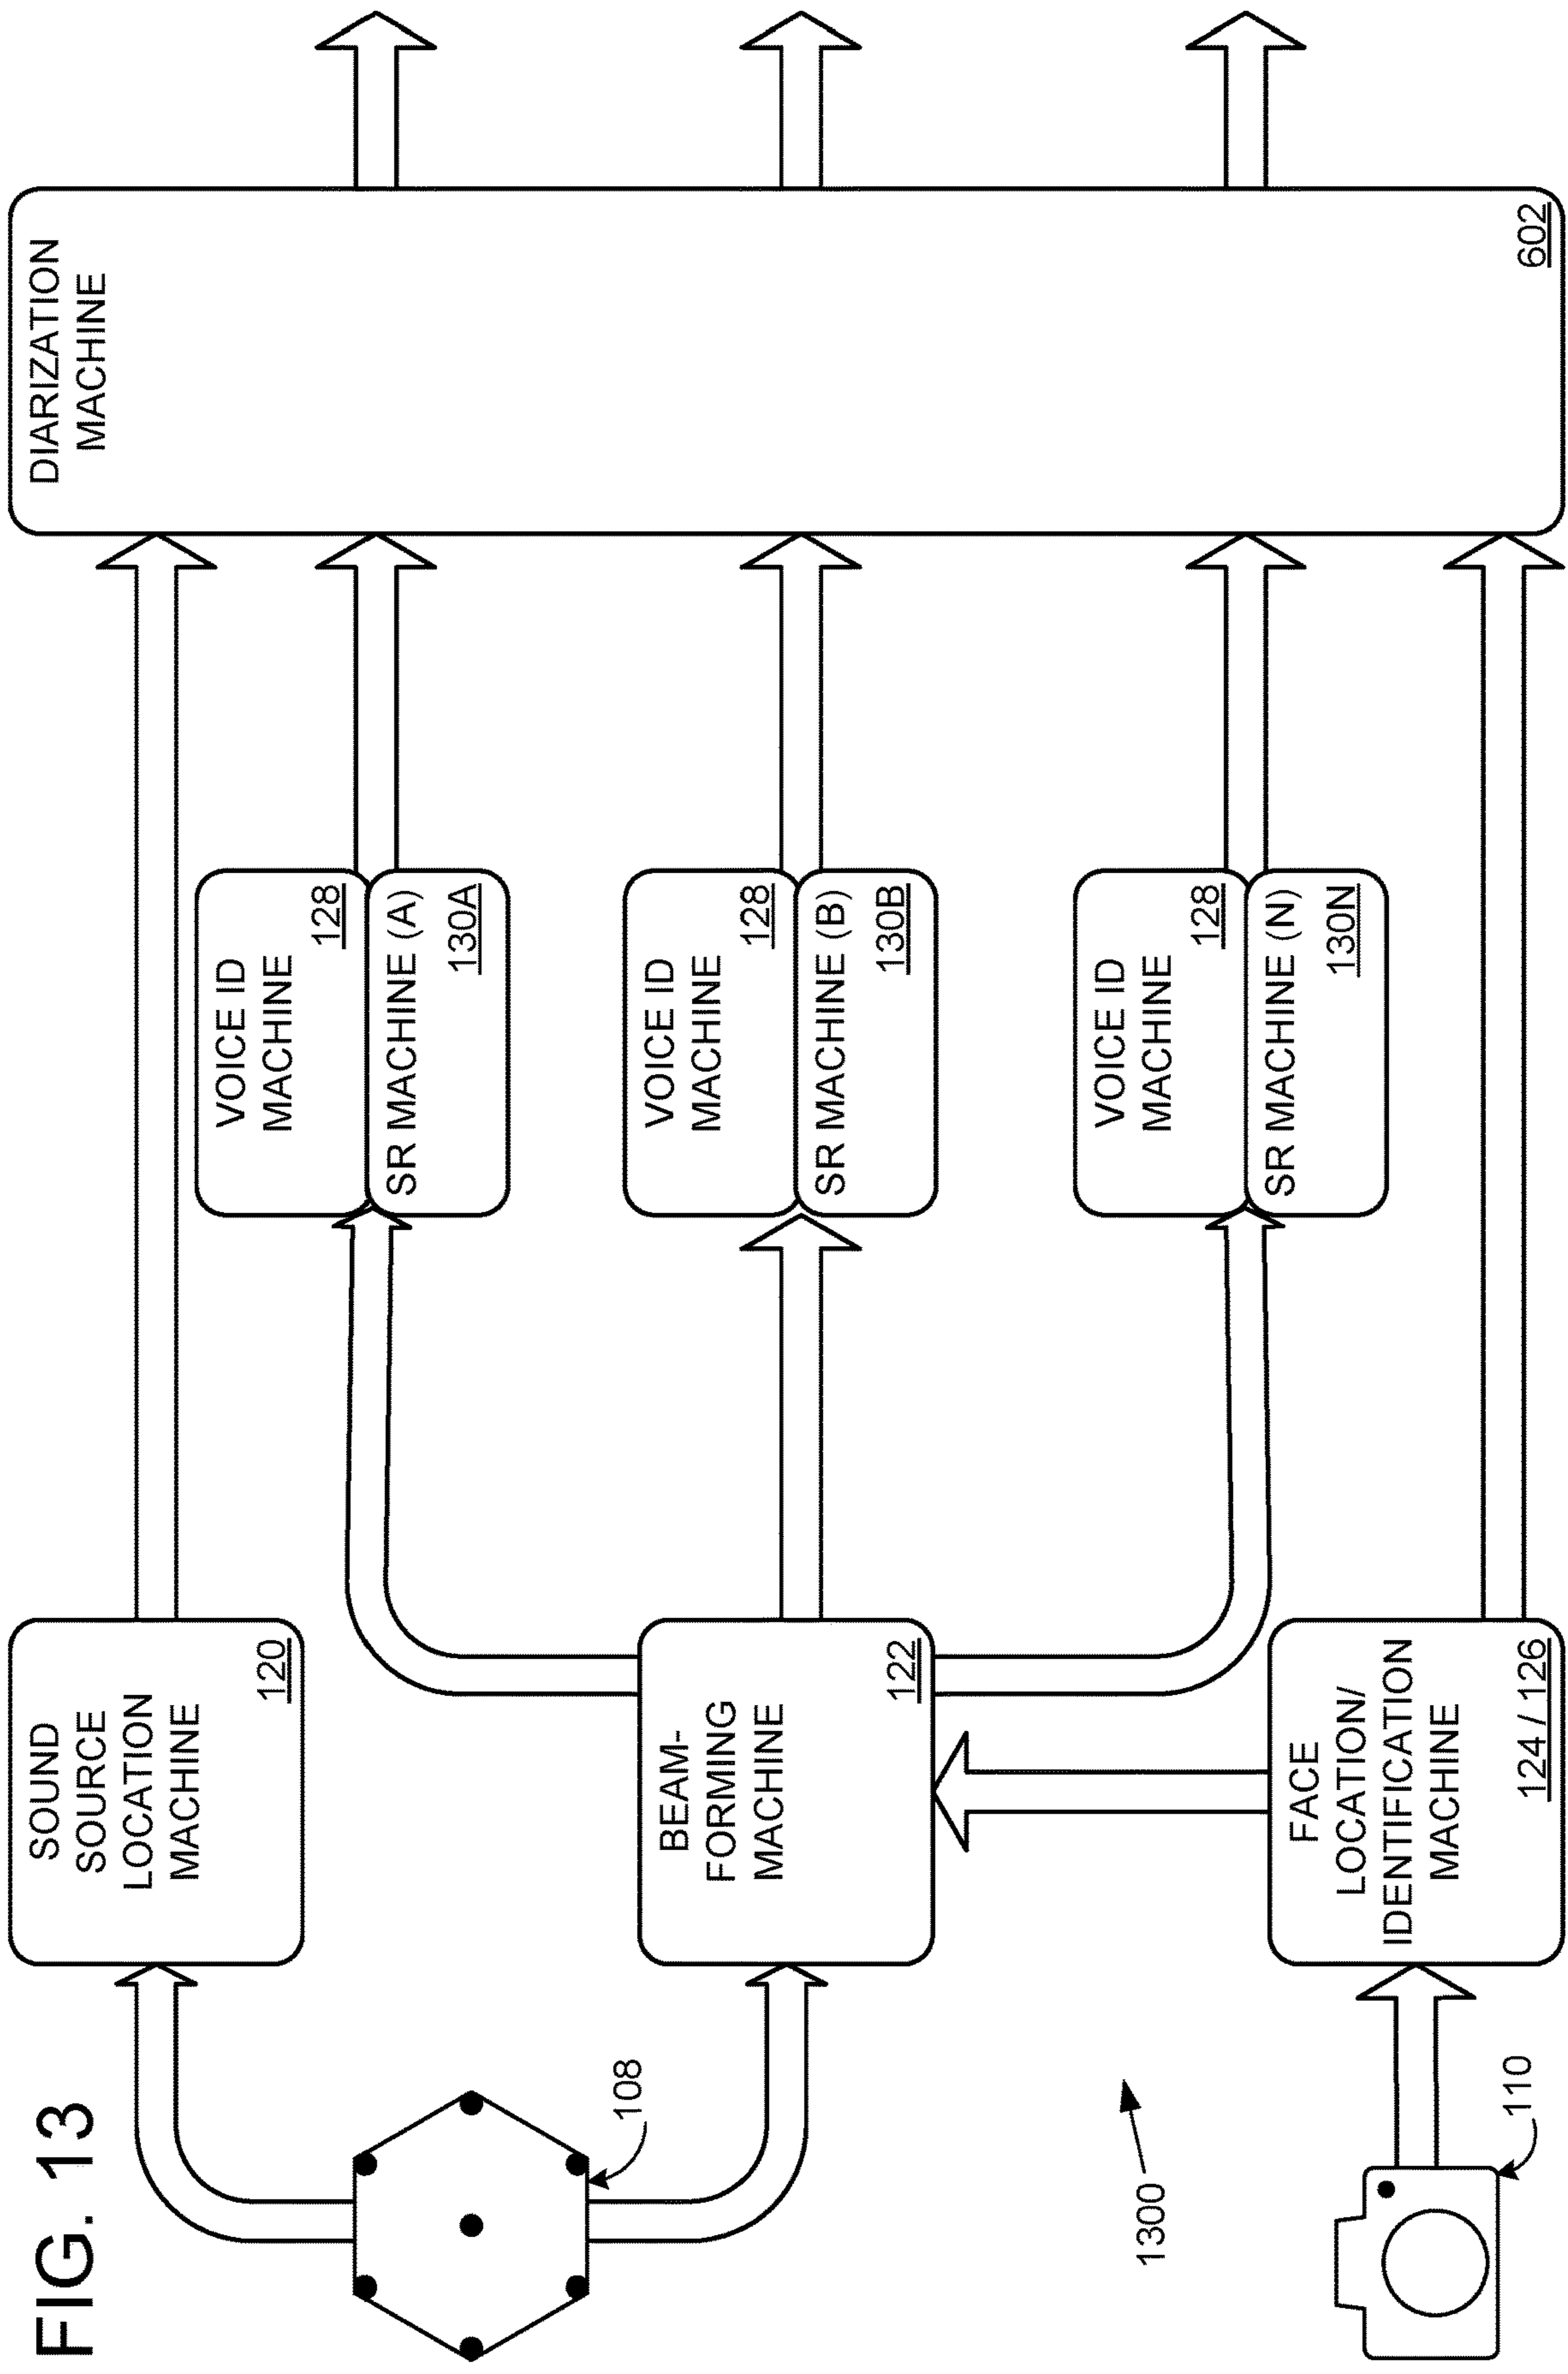 FIG. 13
108
1300
110
SOUND
SOURCE
LOCATION
MACHINE
120
BEAM-
FORMING
MACHINE
122
FACE
LOCATION/
IDENTIFICATION
MACHINE
124 / 126
VOICE ID
MACHINE
128
SR MACHINE (A)
130A
VOICE ID
MACHINE
128
SR MACHINE (B)
130B
VOICE ID
MACHINE
128
SR MACHINE (N)
130N
DIARIZATION
MACHINE
602